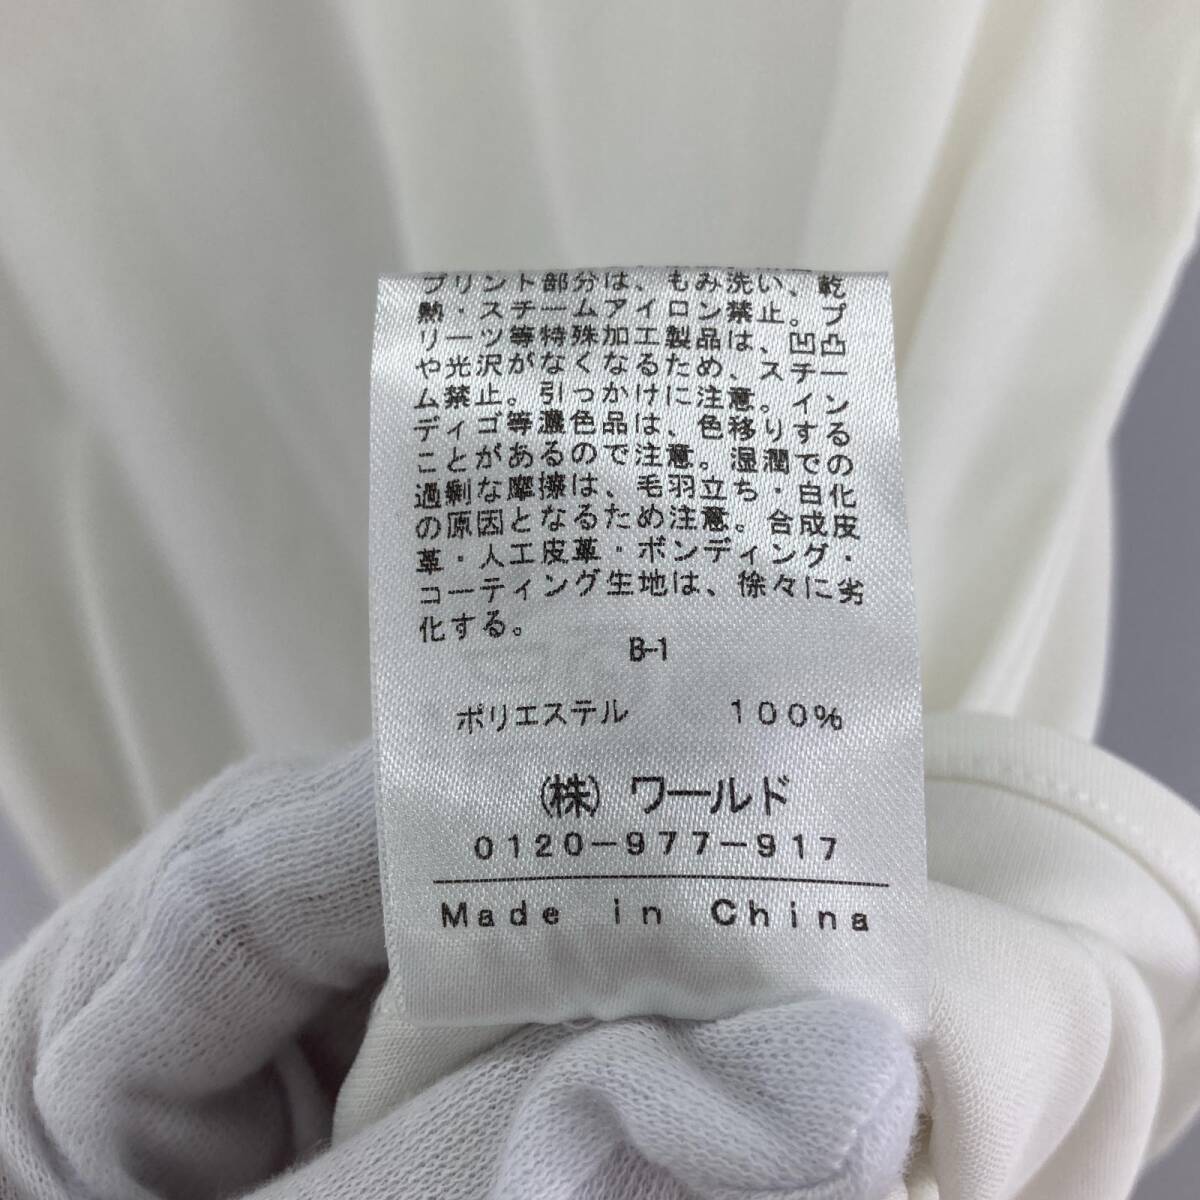 プリント部分は、もみ洗い、乾
熱・スチームアイロン禁止。プ
リーツ等特殊加工製品は、凹凸
や光沢がなくなるため、スチー
ム禁止。引っかけに注意。イン
ディゴ等濃色品は、色移りする
ことがあるので注意。湿潤での
過剰な摩擦は、毛羽立ち・白化
の原因となるため注意。合成皮
革・人工皮革・ボンディング・
コーティング生地は、徐々に劣
化する。
B-1
ポリエステル 100%
(株)ワールド
0120-977-917
Made in China